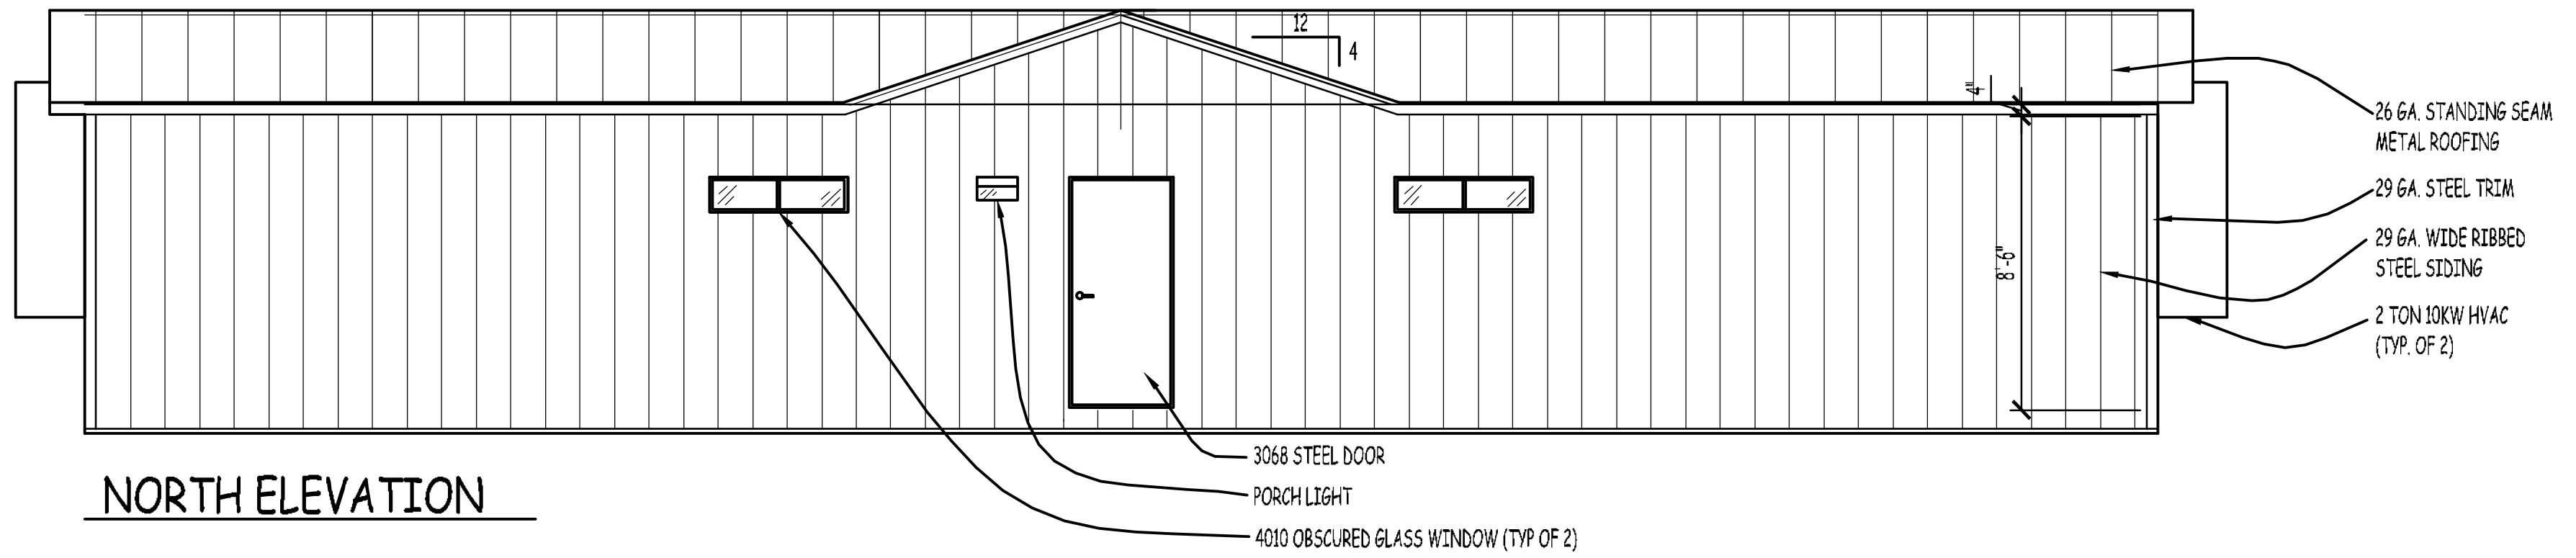 12
4
4"
26 GA. STANDING SEAM
METAL ROOFING
29 GA. STEEL TRIM
29 GA. WIDE RIBBED
STEEL SIDING
8'-6"
2 TON 10KW HVAC
(TYP. OF 2)
3068 STEEL DOOR
PORCH LIGHT
4010 OBSCURED GLASS WINDOW (TYP OF 2)
NORTH ELEVATION